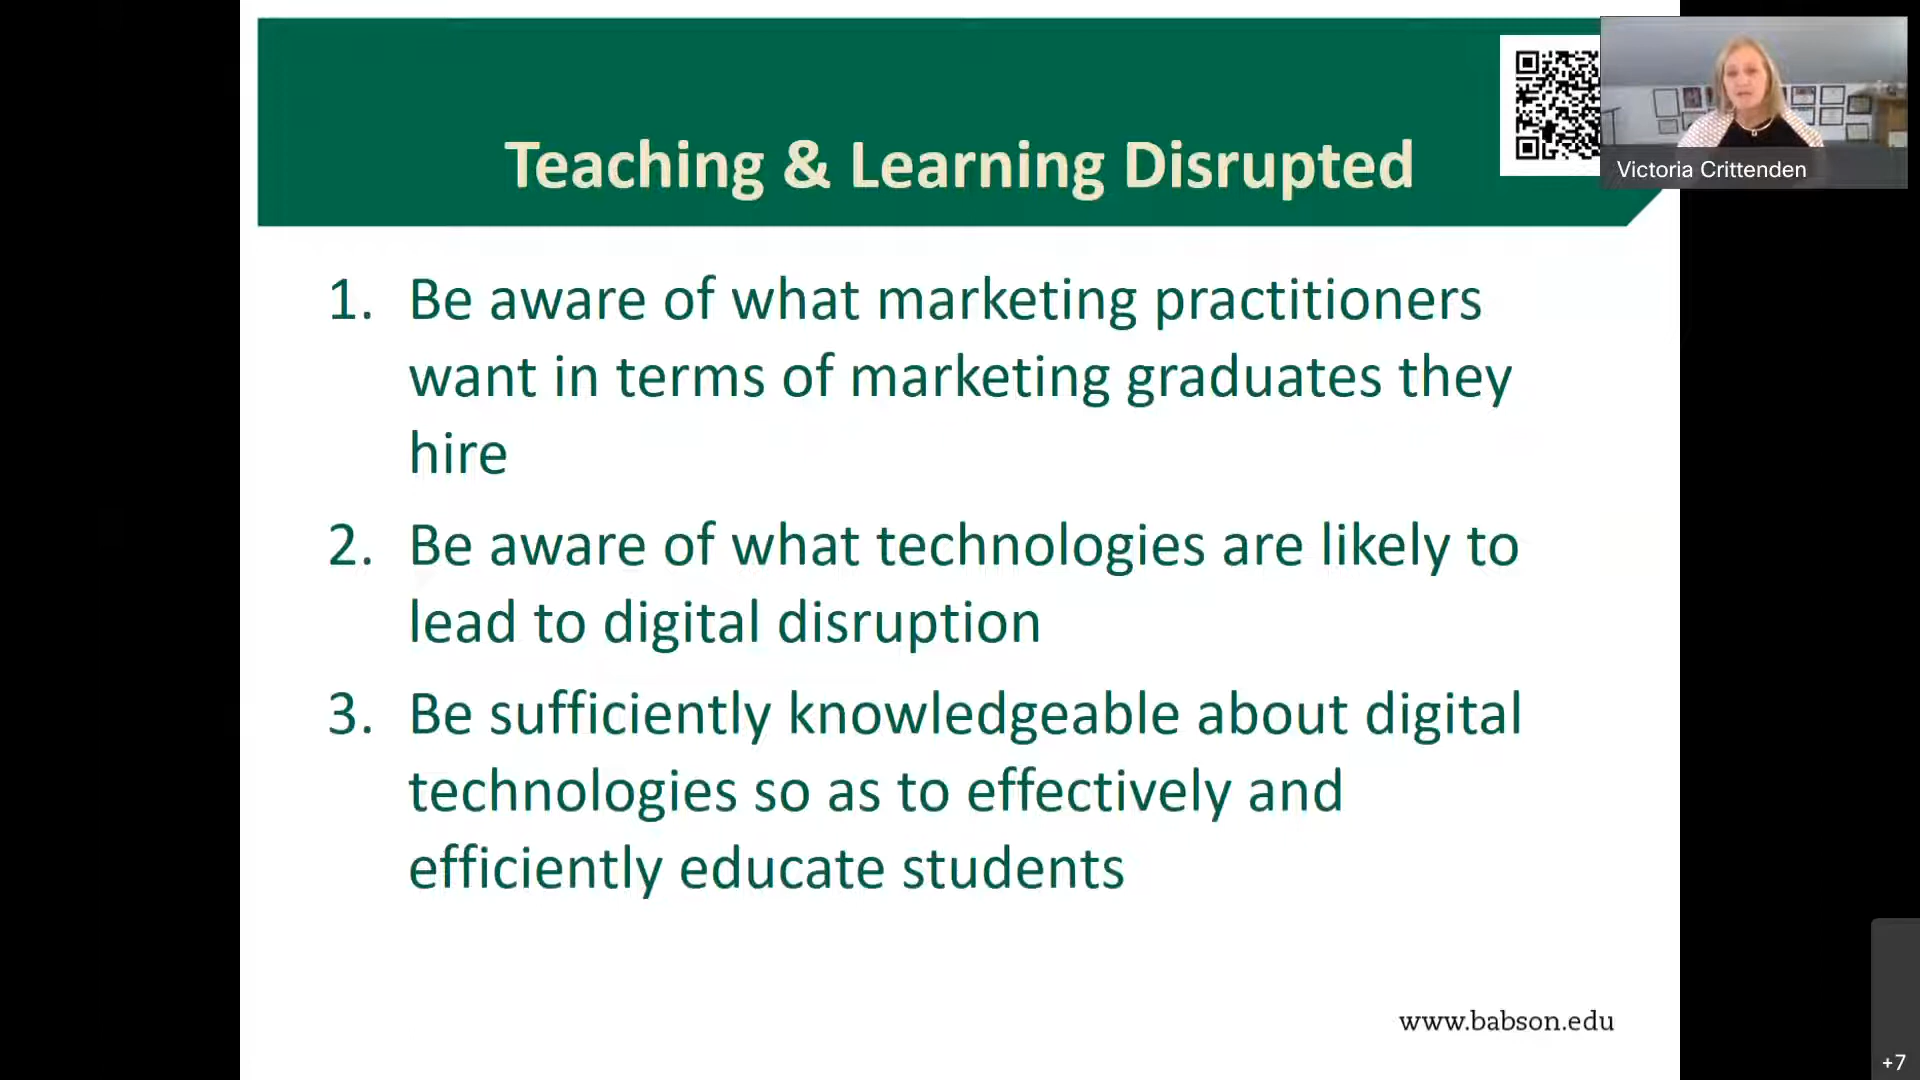 Teaching & Learning Disrupted
Victoria Crittenden
1. Be aware of what marketing practitioners
want in terms of marketing graduates they
hire
2. Be aware of what technologies are likely to
lead to digital disruption
3. Be sufficiently knowledgeable about digital
technologies so as to effectively and
efficiently educate students
www.babson.edu
+7